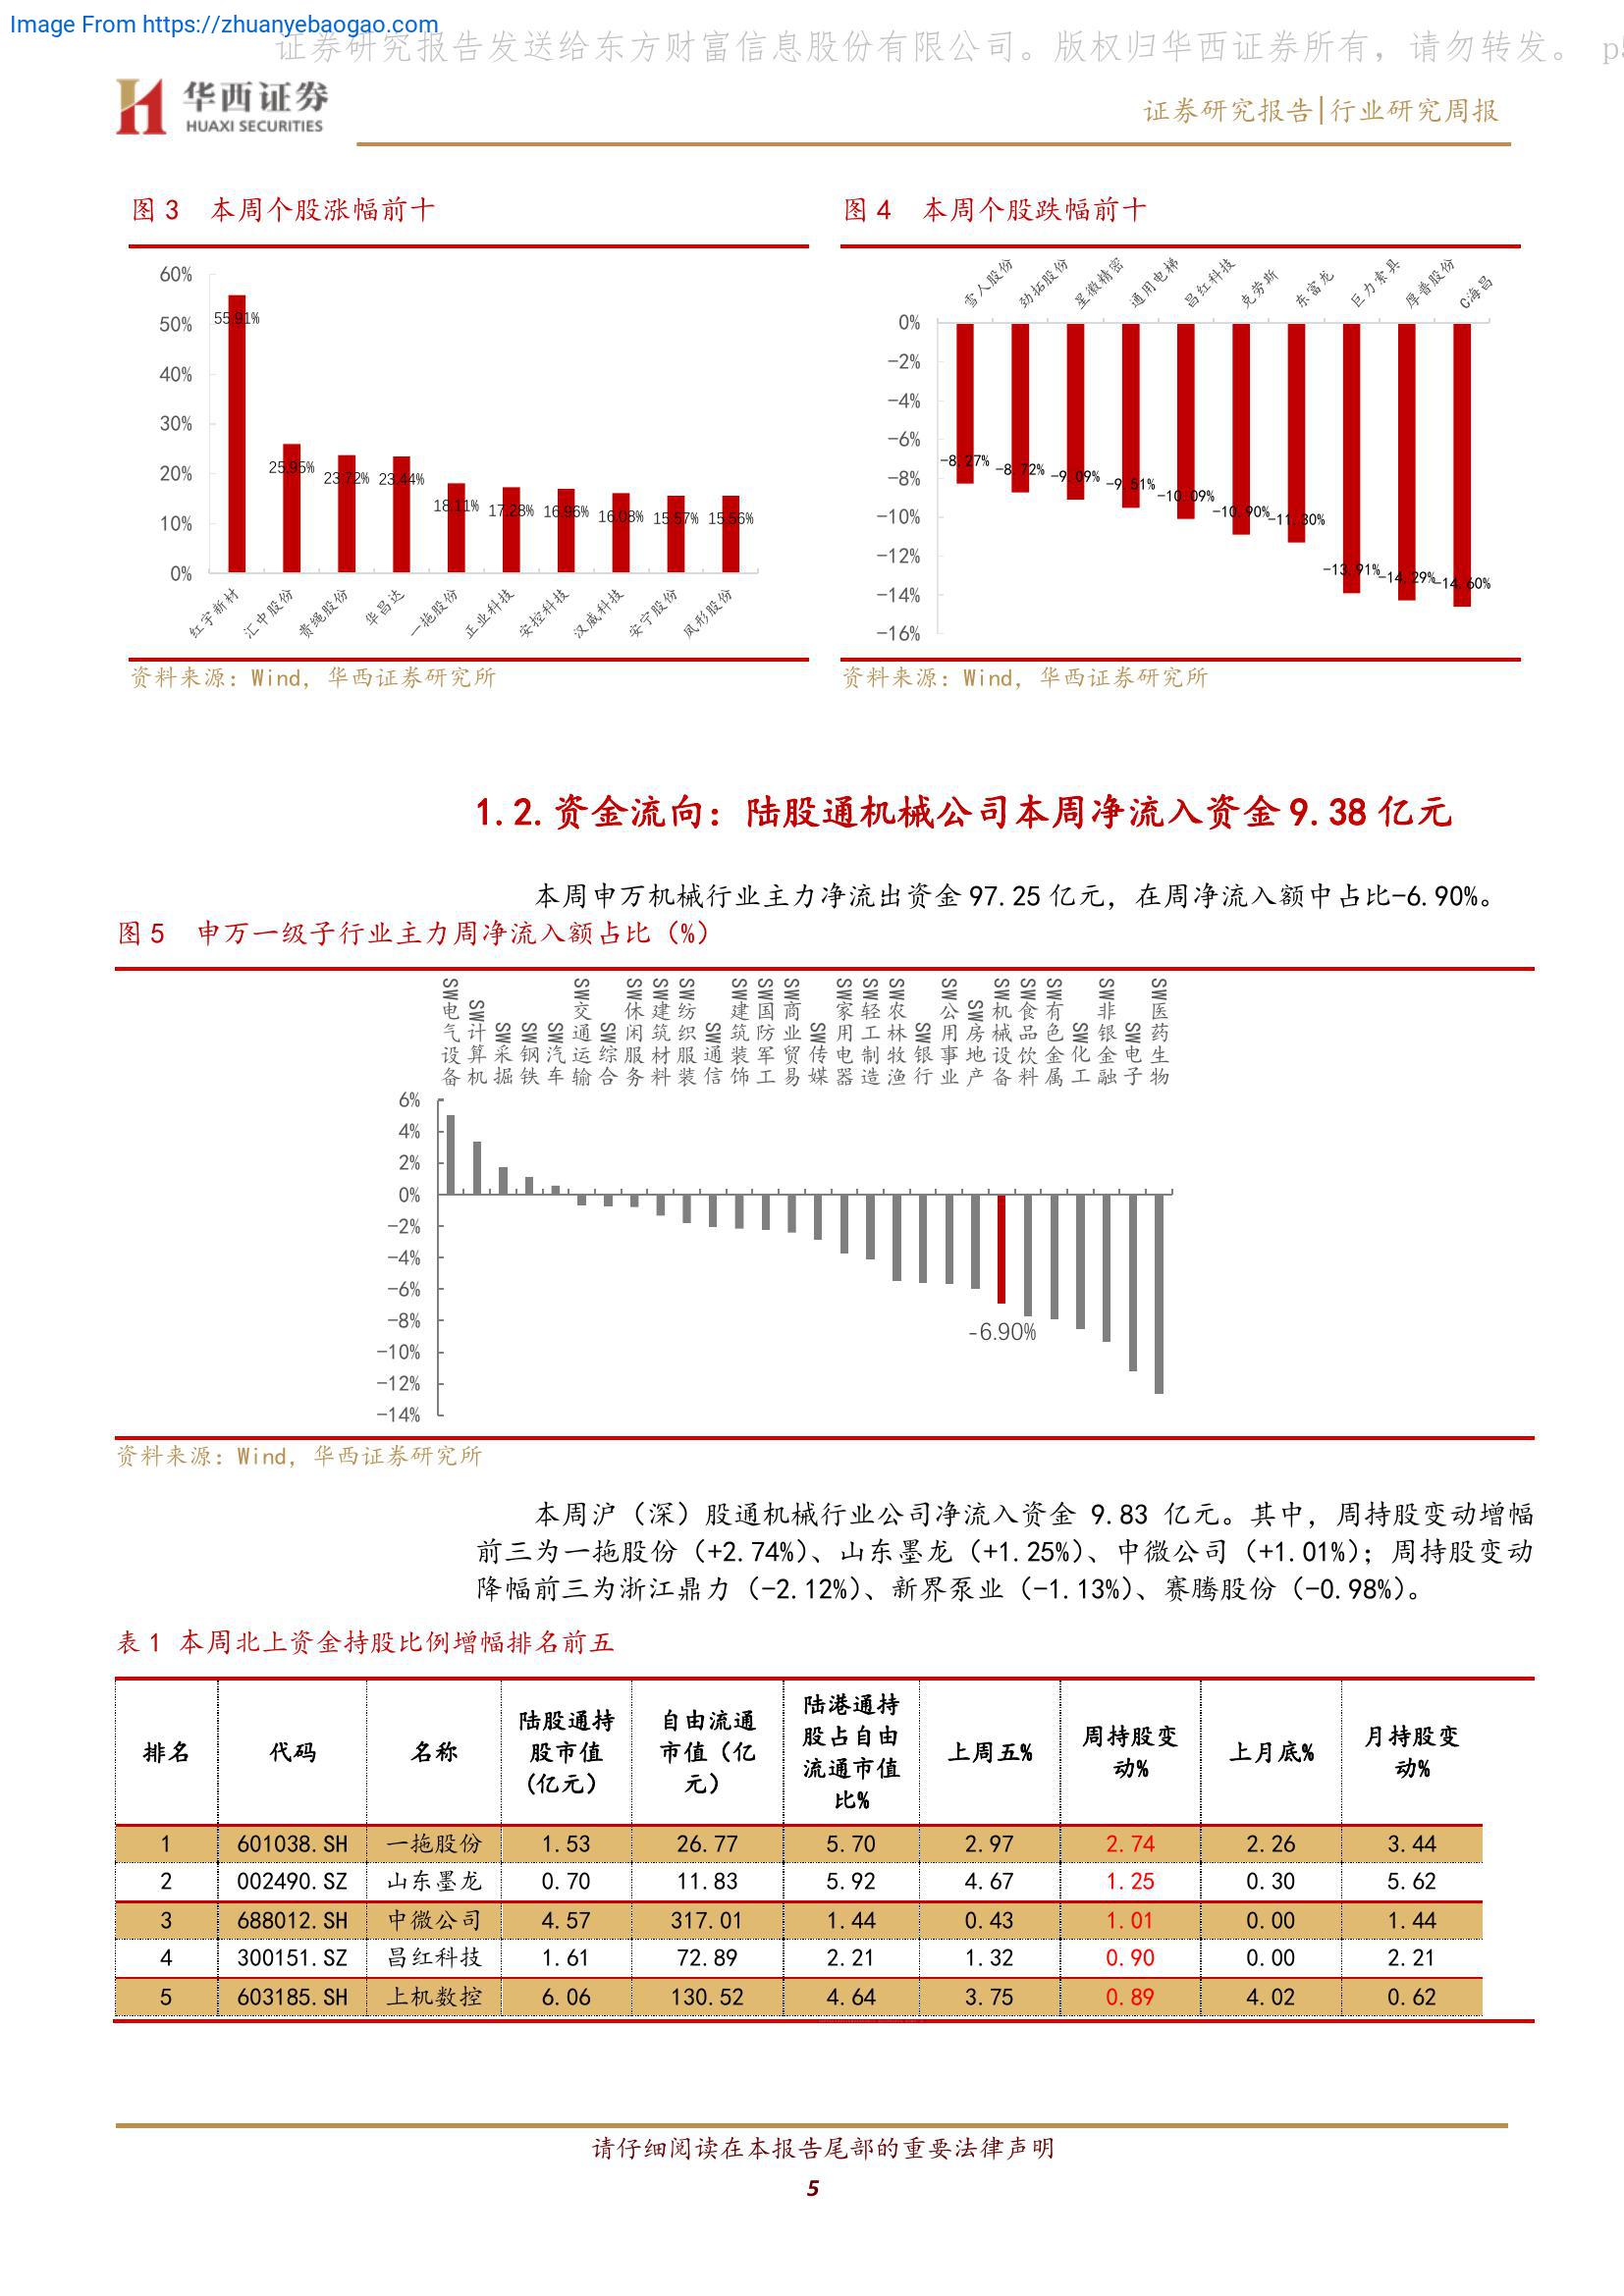 Image From https://zhuanyebaogao.com
证券研究报告发送给东方财富信息股份有限公司。版权归华西证券所有，请勿转发。 p
华西证券
HUAXI SECURITIES
证券研究报告|行业研究周报
图 3 本周个股涨幅前十
60%
50%
40%
30%
20%
10%
0%
55.91%
25.95%
23.72%
23.44%
18.11%
17.28%
16.96%
16.08%
15.57%
15.56%
红宇新材
汇中股份
贵绳股份
华昌达
一拖股份
正业科技
安控科技
汉威科技
安宁股份
凤形股份
资料来源：Wind，华西证券研究所
图 4 本周个股跌幅前十
雪人股份
劲拓股份
星徽精密
通用电梯
昌红科技
克劳斯
东富龙
巨力索具
厚普股份
C海昌
0%
-2%
-4%
-6%
-8%
-10%
-12%
-14%
-16%
-8.27%
-8.72%
-9.09%
-9.51%
-10.09%
-10.90%
-11.30%
-13.91%
-14.29%
-14.60%
资料来源：Wind，华西证券研究所
1.2.资金流向：陆股通机械公司本周净流入资金 9.38 亿元
本周申万机械行业主力净流出资金 97.25 亿元，在周净流入额中占比-6.90%。
图 5 申万一级子行业主力周净流入额占比（%）
SW电气设备
SW计算机
SW采掘
SW钢铁
SW汽车
SW交通运输
SW综合
SW休闲服务
SW建筑材料
SW纺织服装
SW通信
SW建筑装饰
SW国防军工
SW商业贸易
SW传媒
SW家用电器
SW轻工制造
SW农林牧渔
SW银行
SW公用事业
SW房地产
SW机械设备
SW食品饮料
SW有色金属
SW化工
SW非银金融
SW电子
SW医药生物
6%
4%
2%
0%
-2%
-4%
-6%
-8%
-10%
-12%
-14%
-6.90%
资料来源：Wind，华西证券研究所
本周沪（深）股通机械行业公司净流入资金 9.83 亿元。其中，周持股变动增幅
前三为一拖股份（+2.74%）、山东墨龙（+1.25%）、中微公司（+1.01%）；周持股变动
降幅前三为浙江鼎力（-2.12%）、新界泵业（-1.13%）、赛腾股份（-0.98%）。
表 1 本周北上资金持股比例增幅排名前五
排名 代码 名称 陆股通持股市值（亿元） 自由流通市值（亿元） 陆港通持股占自由流通市值比% 上周五% 周持股变动% 上月底% 月持股变动%
1 601038.SH 一拖股份 1.53 26.77 5.70 2.97 2.74 2.26 3.44
2 002490.SZ 山东墨龙 0.70 11.83 5.92 4.67 1.25 0.30 5.62
3 688012.SH 中微公司 4.57 317.01 1.44 0.43 1.01 0.00 1.44
4 300151.SZ 昌红科技 1.61 72.89 2.21 1.32 0.90 0.00 2.21
5 603185.SH 上机数控 6.06 130.52 4.64 3.75 0.89 4.02 0.62
请仔细阅读在本报告尾部的重要法律声明
5